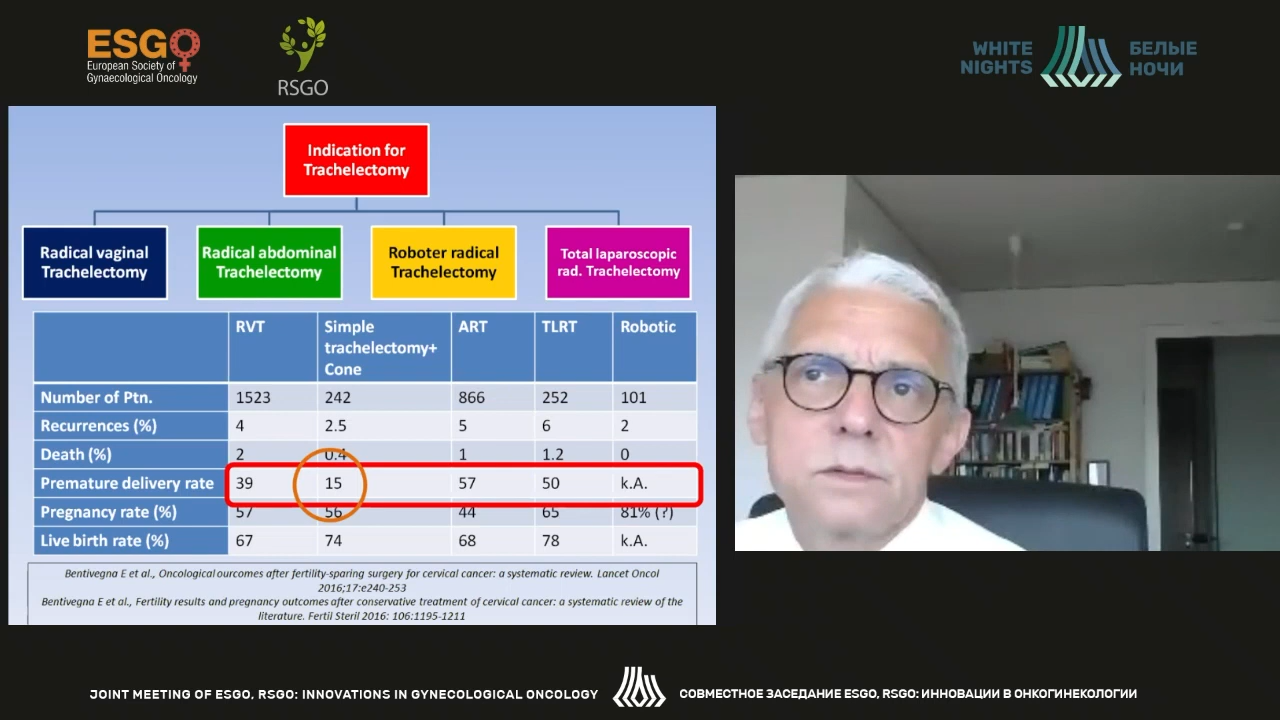 ESGO
European Society of
Gynaecological Oncology
RSGO
WHITE
NIGHTS
БЕЛЫЕ
НОЧИ
Indication for
Trachelectomy
Radical vaginal
Trachelectomy
Radical abdominal
Trachelectomy
Roboter radical
Trachelectomy
Total laparoscopic
rad. Trachelectomy
RVT Simple trachelectomy+ Cone ART TLRT Robotic
Number of Ptn. 1523 242 866 252 101
Recurrences (%) 4 2.5 5 6 2
Death (%) 2 0.4 1 1.2 0
Premature delivery rate 39 15 57 50 k.A.
Pregnancy rate (%) 57 56 44 65 81% (?)
Live birth rate (%) 67 74 68 78 k.A.
Bentivegna E et al., Oncological ourcomes after fertility-sparing surgery for cervical cancer: a systematic review. Lancet Oncol
2016;17:e240-253
Bentivegna E et al., Fertility results and pregnancy outcomes after conservative treatment of cervical cancer: a systematic review of the
literature. Fertil Steril 2016: 106:1195-1211
JOINT MEETING OF ESGO, RSGO: INNOVATIONS IN GYNECOLOGICAL ONCOLOGY
СОВМЕСТНОЕ ЗАСЕДАНИЕ ESGO, RSGO: ИННОВАЦИИ В ОНКОГИНЕКОЛОГИИ